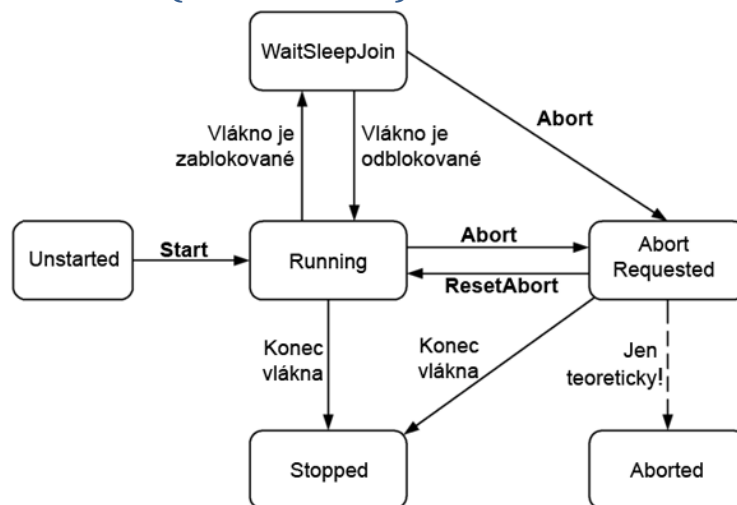 WaitSleepJoin
Abort
Vlákno je
zablokované
Vlákno je
odblokované
Unstarted
Start
Running
Abort
ResetAbort
Abort
Requested
Konec
vlákna
Konec
vlákna
Jen
teoreticky!
Stopped
Aborted